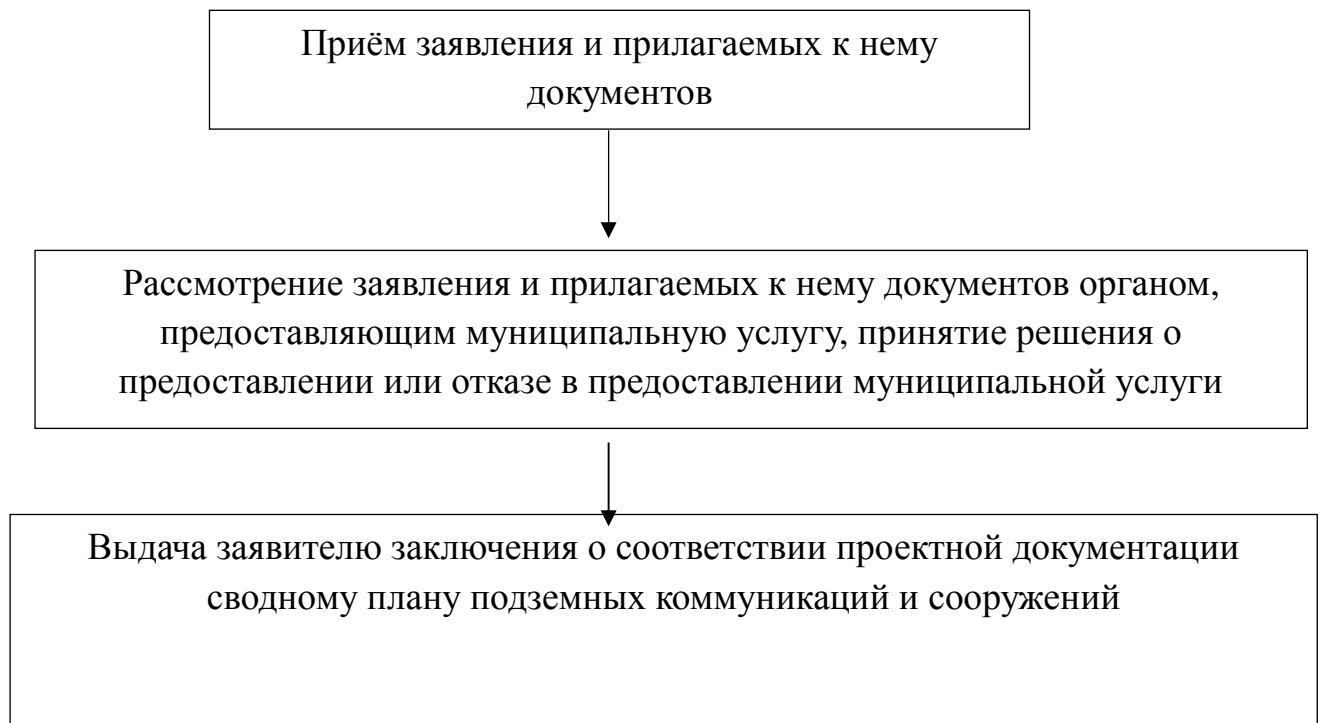 Приём заявления и прилагаемых к нему
документов
Рассмотрение заявления и прилагаемых к нему документов органом,
предоставляющим муниципальную услугу, принятие решения о
предоставлении или отказе в предоставлении муниципальной услуги
Выдача заявителю заключения о соответствии проектной документации
сводному плану подземных коммуникаций и сооружений